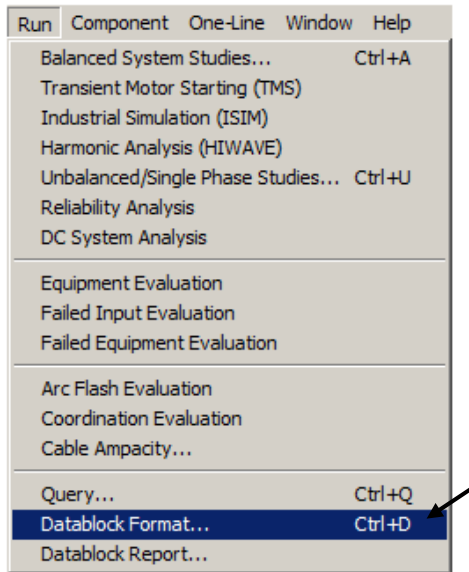 Run Component One-Line Window Help
Balanced System Studies... Ctrl+A
Transient Motor Starting (TMS)
Industrial Simulation (ISIM)
Harmonic Analysis (HIWAVE)
Unbalanced/Single Phase Studies... Ctrl+U
Reliability Analysis
DC System Analysis
Equipment Evaluation
Failed Input Evaluation
Failed Equipment Evaluation
Arc Flash Evaluation
Coordination Evaluation
Cable Ampacity...
Query... Ctrl+Q
Datablock Format... Ctrl+D
Datablock Report...